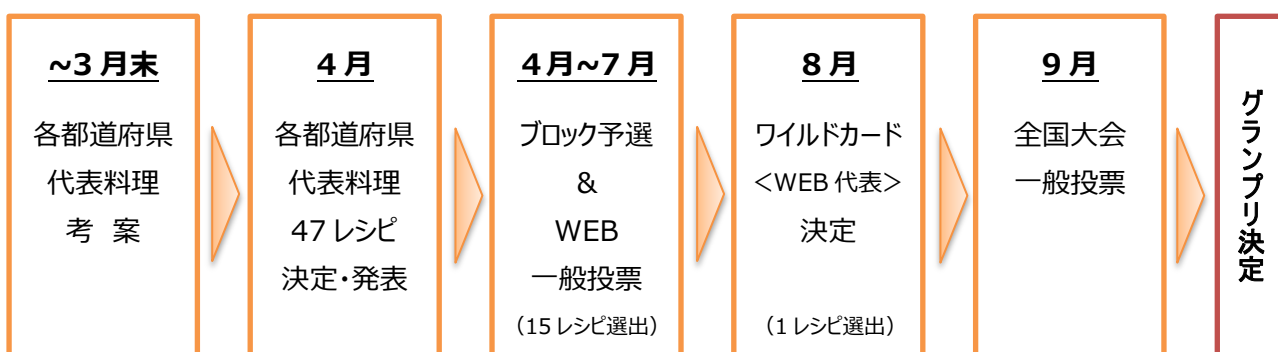 ~3月末
各都道府県
代表料理
考 案
4月
各都道府県
代表料理
47レシピ
決定・発表
4月~7月
ブロック予選
&
WEB
一般投票
（15レシピ選出）
8月
ワイルドカード
＜WEB代表＞
決定
（1レシピ選出）
9月
全国大会
一般投票
グランプリ決定